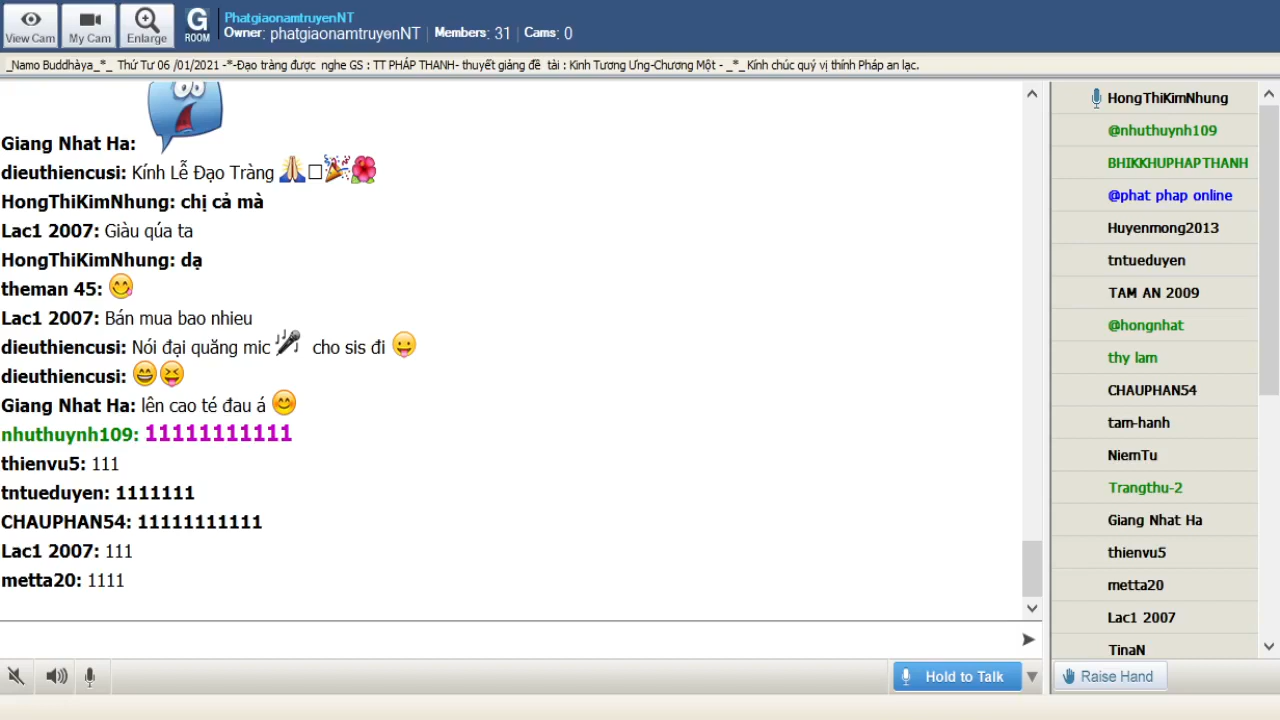 View Cam
My Cam
Enlarge
G ROOM
PhatgiaonamtruyenNT
Owner: phatgiaonamtruyenNT | Members: 31 | Cams: 0
_Namo Buddhàya_*_ Thứ Tư 06 /01/2021 -*-Đạo tràng được nghe GS : TT PHÁP THANH- thuyết giảng đề tài : Kinh Tương Ưng-Chương Một - _*_ Kính chúc quý vị thính Pháp an lạc.
Giang Nhat Ha:
dieuthiencusi: Kính Lễ Đạo Tràng 🙏□🎉🌺
HongThiKimNhung: chị cả mà
Lac1 2007: Giàu qúa ta
HongThiKimNhung: dạ
theman 45: 😋
Lac1 2007: Bán mua bao nhieu
dieuthiencusi: Nói đại quăng mic 🎤 cho sis đi 😛
dieuthiencusi: 😄😝
Giang Nhat Ha: lên cao té đau á 😊
nhuthuynh109: 11111111111
thienvu5: 111
tntueduyen: 1111111
CHAUPHAN54: 11111111111
Lac1 2007: 111
metta20: 1111
HongThiKimNhung
@nhuthuynh109
BHIKKHUPHAPTHANH
@phat phap online
Huyenmong2013
tntueduyen
TAM AN 2009
@hongnhat
thy lam
CHAUPHAN54
tam-hanh
NiemTu
Trangthu-2
Giang Nhat Ha
thienvu5
metta20
Lac1 2007
TinaN
Hold to Talk
Raise Hand